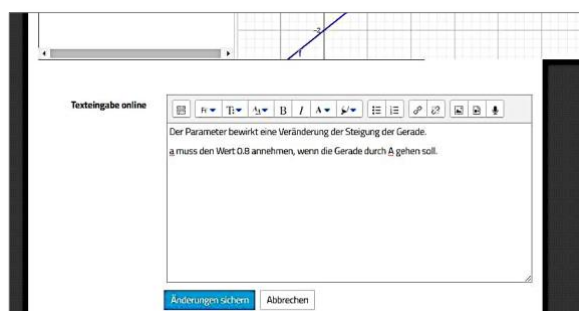 -2
Texteingabe online
B I
Der Parameter bewirkt eine Veränderung der Steigung der Gerade.
a muss den Wert 0.8 annehmen, wenn die Gerade durch A gehen soll.
Änderungen sichern Abbrechen